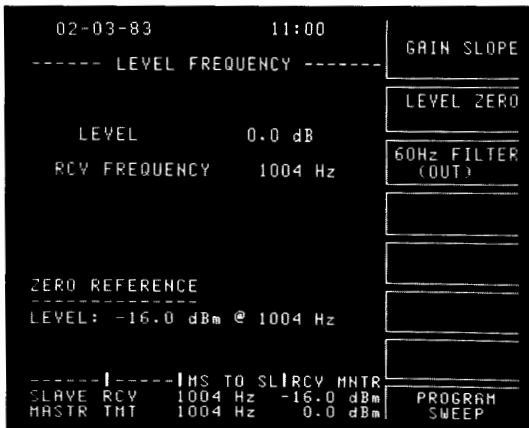 02-03-83 11:00
------ LEVEL FREQUENCY -------
LEVEL 0.0 dB
RCV FREQUENCY 1004 Hz
ZERO REFERENCE
---------------
LEVEL: -16.0 dBm @ 1004 Hz
------|-----|MS TO SL|RCV MNTR
SLAVE RCV 1004 Hz -16.0 dBm
MASTR TMT 1004 Hz 0.0 dBm
GAIN SLOPE
LEVEL ZERO
60Hz FILTER
(OUT)
PROGRAM
SWEEP